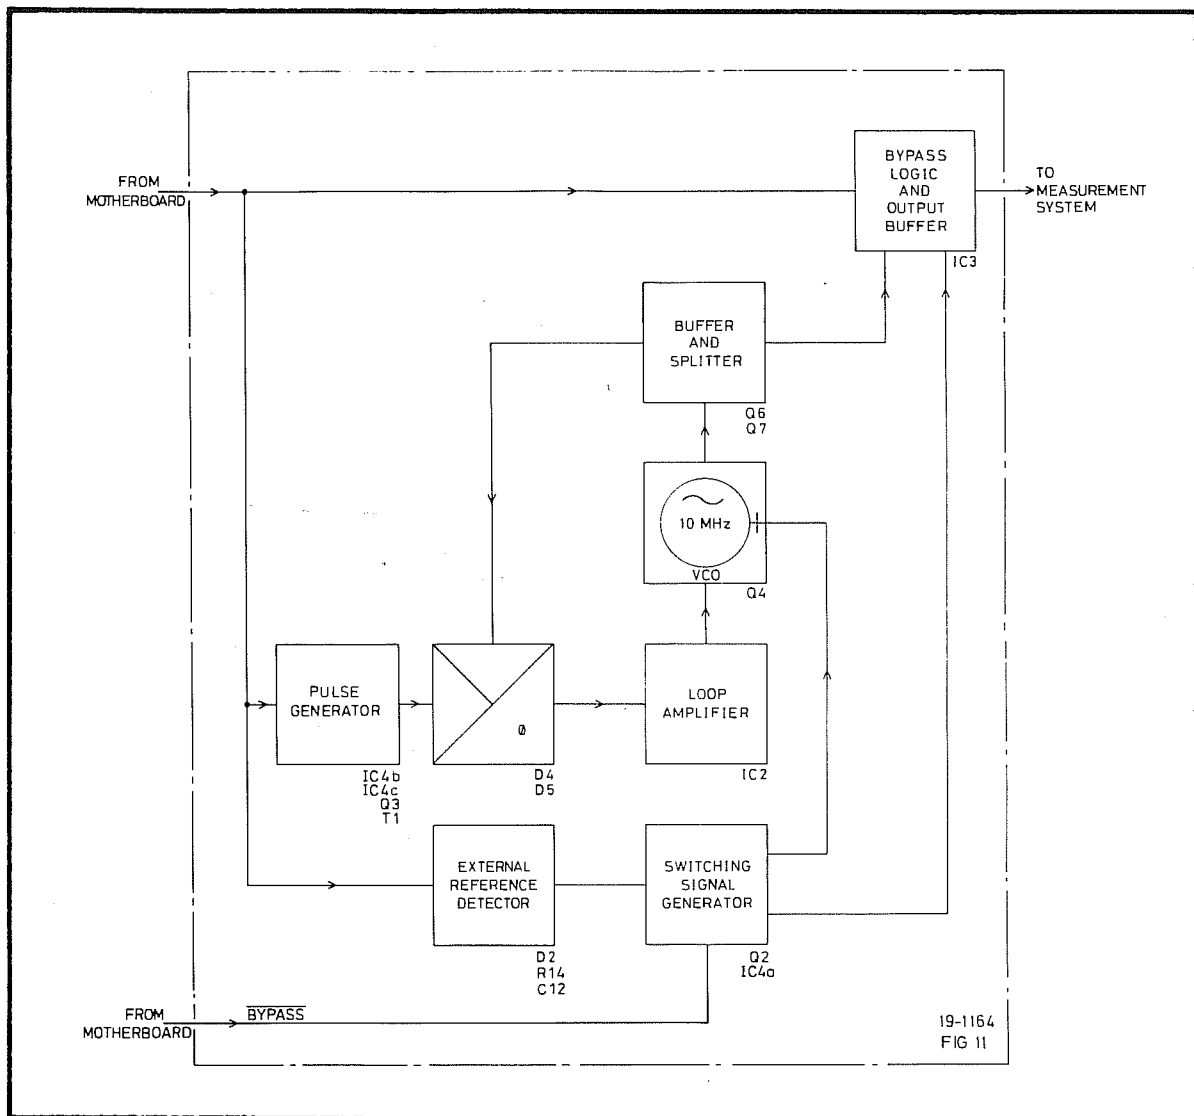 FROM
MOTHERBOARD
BYPASS
LOGIC
AND
OUTPUT
BUFFER
IC3
TO
MEASUREMENT
SYSTEM
BUFFER
AND
SPLITTER
Q6
Q7
10 MHz
VCO
Q4
PULSE
GENERATOR
IC4b
IC4c
Q3
T1
Ø
D4
D5
LOOP
AMPLIFIER
IC2
EXTERNAL
REFERENCE
DETECTOR
D2
R14
C12
SWITCHING
SIGNAL
GENERATOR
Q2
IC4a
FROM
MOTHERBOARD
BYPASS
19-1164
FIG 11